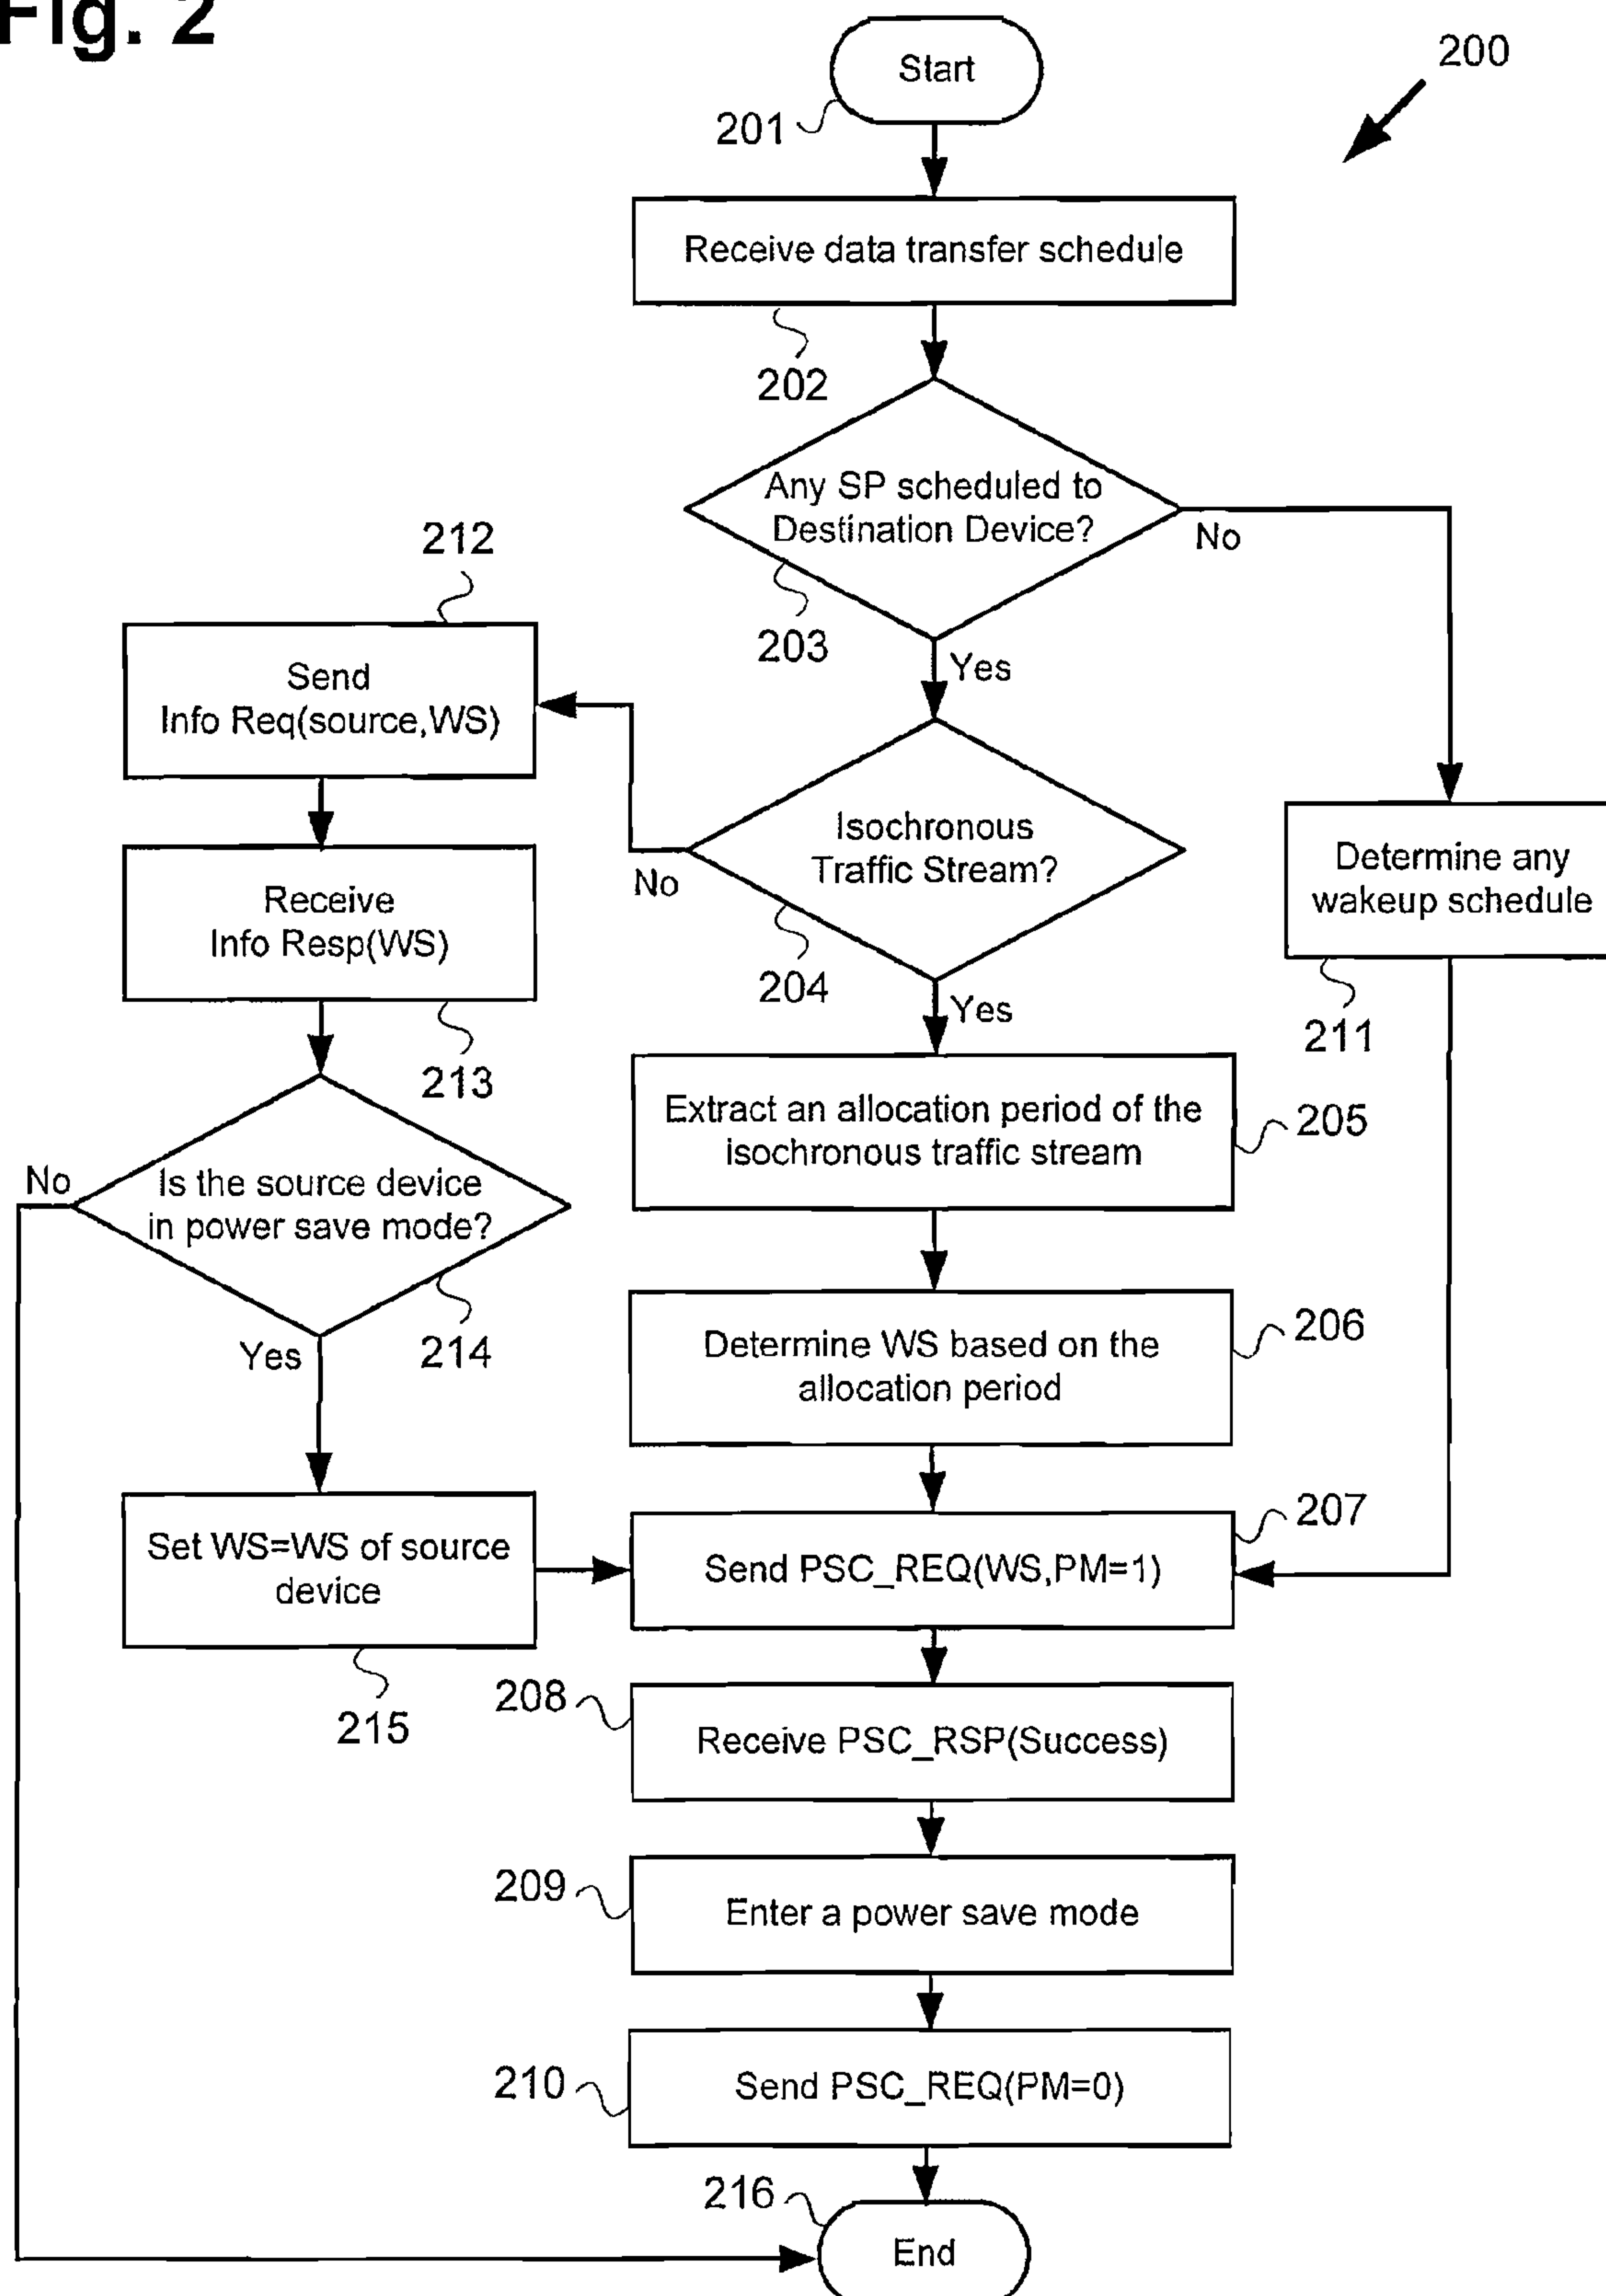 Fig. 2
200
Start
201
Receive data transfer schedule
202
Any SP scheduled to
Destination Device?
No
203
Yes
212
Send
Info Req(source,WS)
Isochronous
Traffic Stream?
No
204
Yes
Determine any
wakeup schedule
211
Receive
Info Resp(WS)
213
Extract an allocation period of the
isochronous traffic stream
205
No
Is the source device
in power save mode?
214
Yes
Determine WS based on the
allocation period
206
Set WS=WS of source
device
215
Send PSC_REQ(WS,PM=1)
207
208
Receive PSC_RSP(Success)
209
Enter a power save mode
210
Send PSC_REQ(PM=0)
216
End